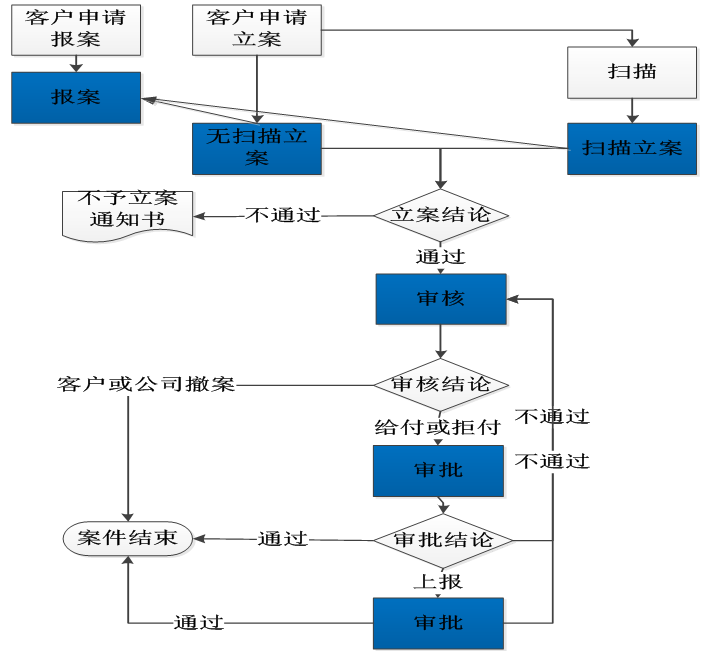 客户申请
报案
客户申请
立案
扫描
报案
无扫描立
案
扫描立案
不予立案
通知书
不通过
立案结论
通过
审核
客户或公司撤案
审核结论
不通过
给付或拒付
不通过
审批
案件结束
通过
审批结论
上报
通过
审批